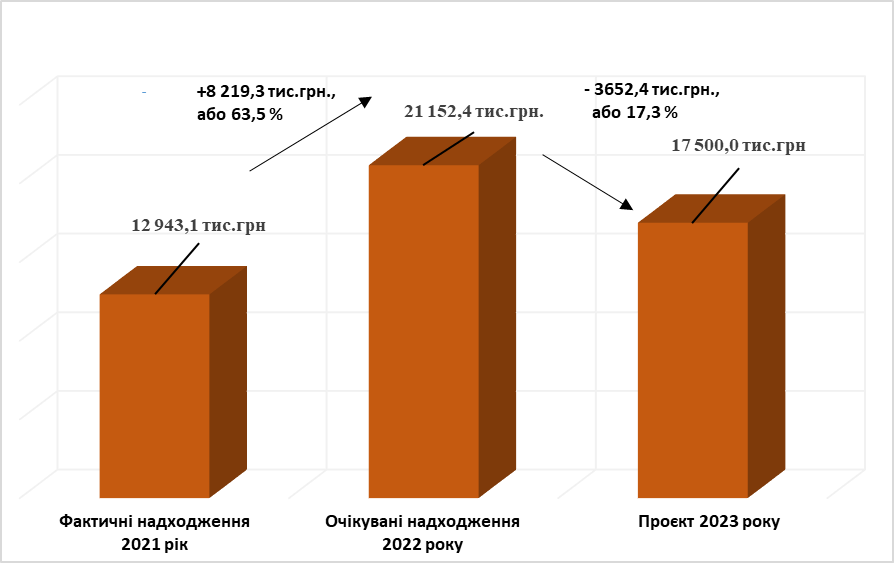 -
+8 219,3 тис.грн.,
або 63,5 %
- 3652,4 тис.грн.,
або 17,3 %
21 152,4 тис.грн.
17 500,0 тис.грн
12 943,1 тис.грн
Фактичні надходження
2021 рік
Очікувані надходження
2022 року
Проєкт 2023 року